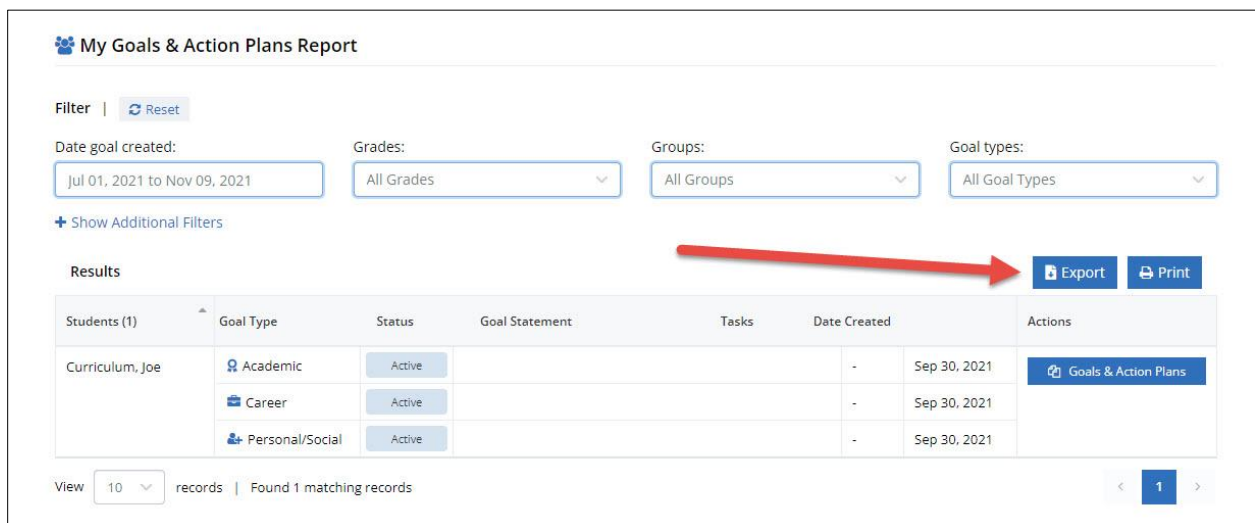 My Goals & Action Plans Report
Filter | Reset
Date goal created: Grades: Groups: Goal types:
Jul 01, 2021 to Nov 09, 2021 All Grades All Groups All Goal Types
+ Show Additional Filters
Results Export Print
Students (1) Goal Type Status Goal Statement Tasks Date Created Actions
Curriculum, Joe Academic Active - Sep 30, 2021 Goals & Action Plans
Career Active - Sep 30, 2021
Personal/Social Active - Sep 30, 2021
View 10 records | Found 1 matching records < 1 >